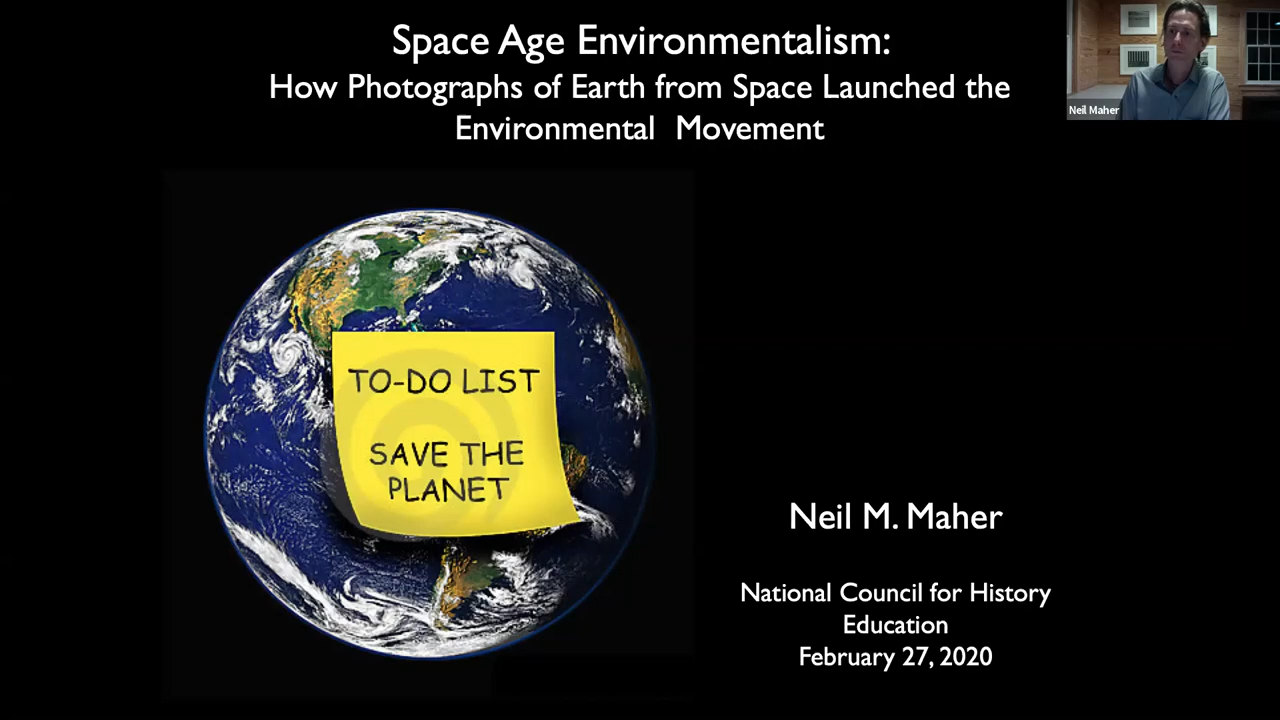 Space Age Environmentalism:
How Photographs of Earth from Space Launched the
Environmental Movement
Neil Maher
TO-DO LIST
SAVE THE
PLANET
Neil M. Maher
National Council for History
Education
February 27, 2020